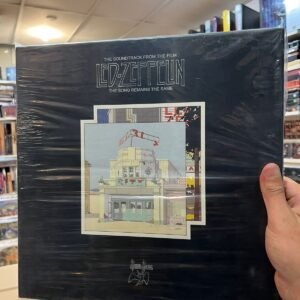 THE SOUNDTRACK FROM THE FILM
LED-ZEPPELIN
THE SONG REMAINS THE SAME